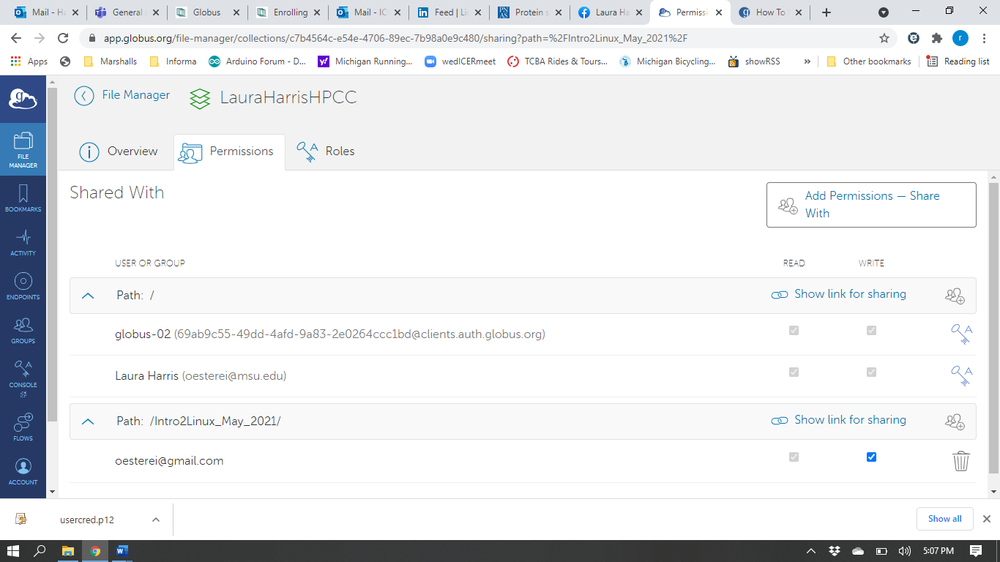 Mail - Ha
General
Globus
Enrolling
Mail - IC
Feed | Li
Protein s
Laura Ha
Permissi
How To
app.globus.org/file-manager/collections/c7b4564c-e54e-4706-89ec-7b98a0e9c480/sharing?path=%2FIntro2Linux_May_2021%2F
r
Apps
Marshalls
Informa
Arduino Forum - D...
Michigan Running...
wedICERmeet
TCBA Rides & Tours...
Michigan Bicycling...
showRSS
»
Other bookmarks
Reading list
File Manager
LauraHarrisHPCC
Overview
Permissions
Roles
FILE
MANAGER
BOOKMARKS
ACTIVITY
ENDPOINTS
GROUPS
CONSOLE
FLOWS
ACCOUNT
Shared With
Add Permissions — Share
With
USER OR GROUP
READ
WRITE
Path: /
Show link for sharing
globus-02 (69ab9c55-49dd-4afd-9a83-2e0264ccc1bd@clients.auth.globus.org)
Laura Harris (oesterei@msu.edu)
Path: /Intro2Linux_May_2021/
Show link for sharing
oesterei@gmail.com
usercred.p12
Show all
5:07 PM